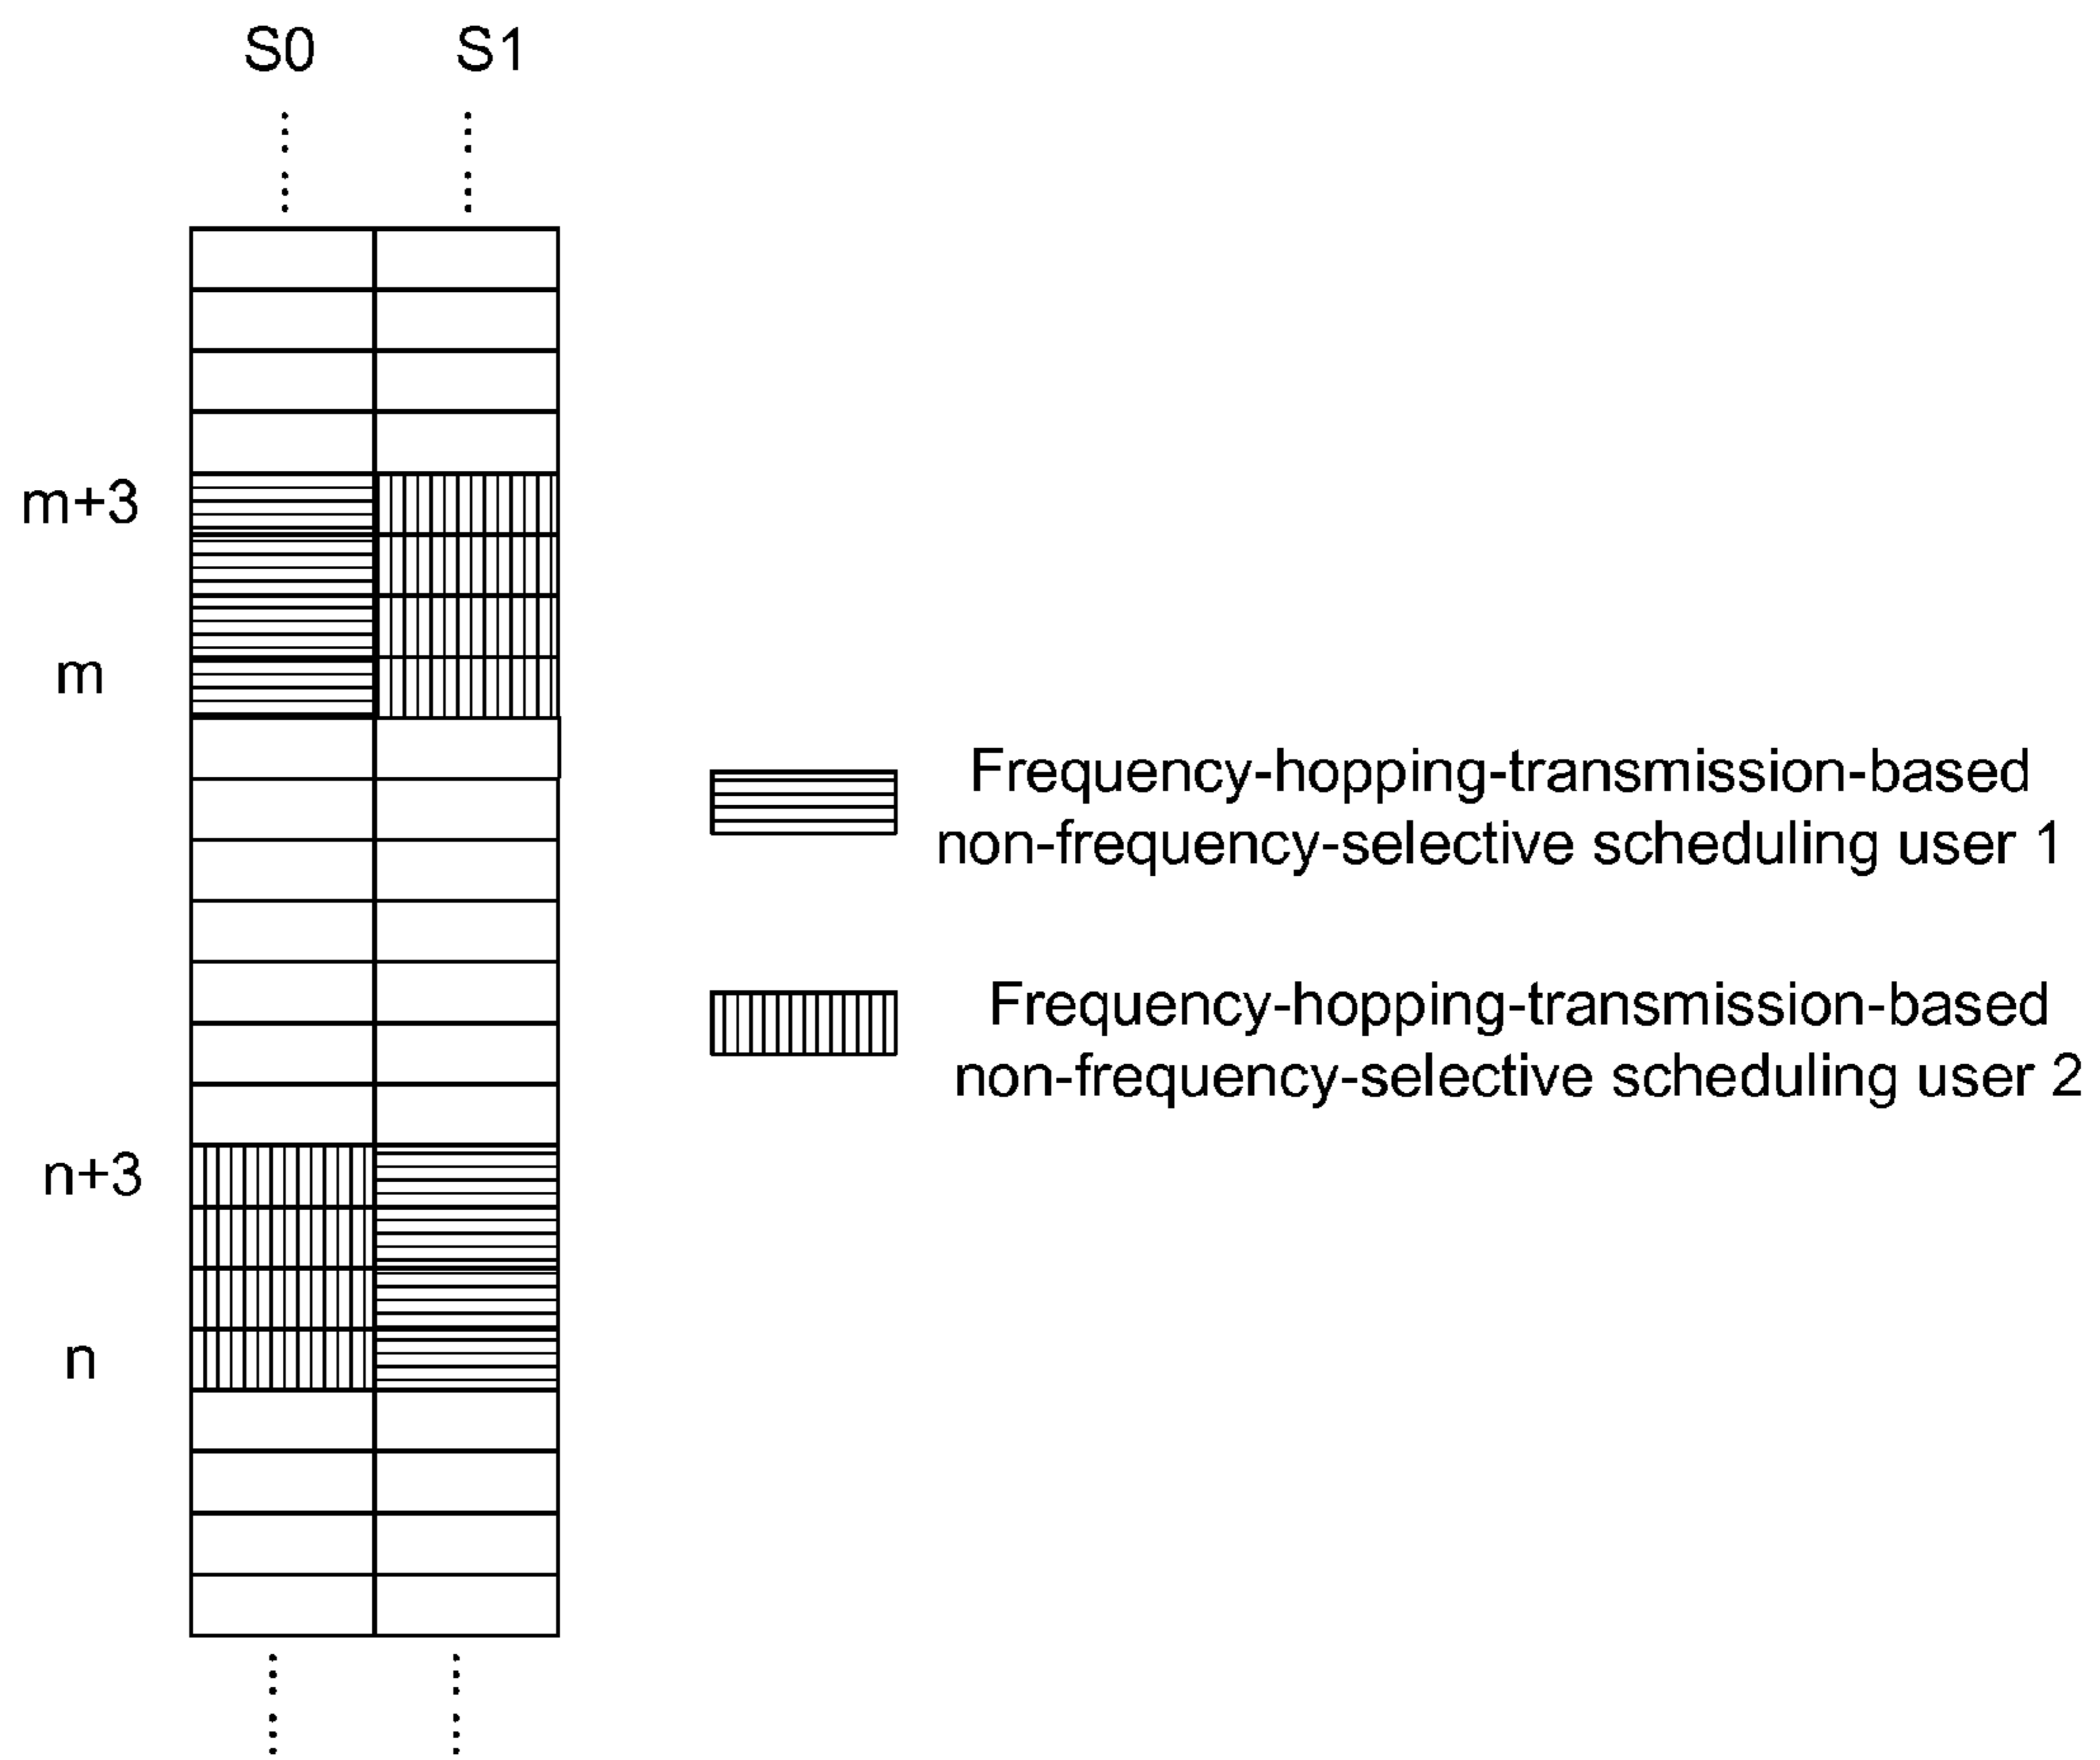 S0 S1
m+3
m
Frequency-hopping-transmission-based
non-frequency-selective scheduling user 1
Frequency-hopping-transmission-based
non-frequency-selective scheduling user 2
n+3
n